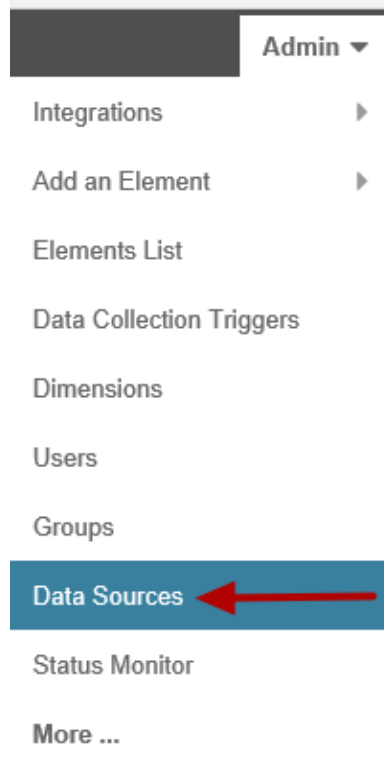 Admin
Integrations
Add an Element
Elements List
Data Collection Triggers
Dimensions
Users
Groups
Data Sources
Status Monitor
More ...